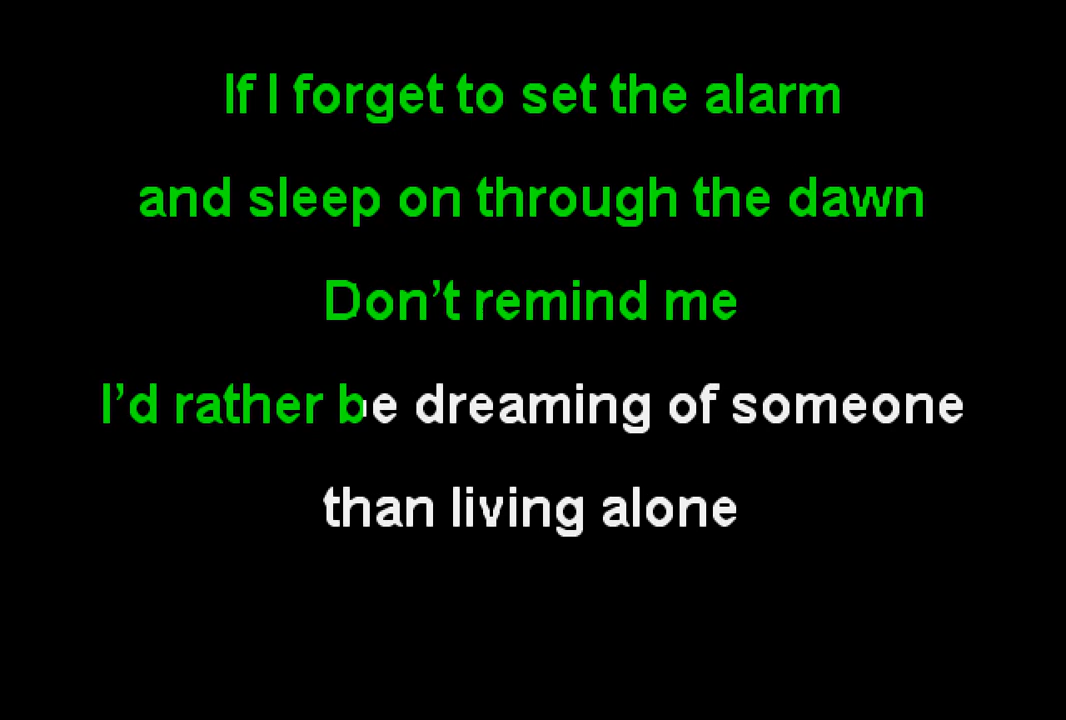 If I forget to set the alarm
and sleep on through the dawn
Don’t remind me
I’d rather be dreaming of someone
than living alone